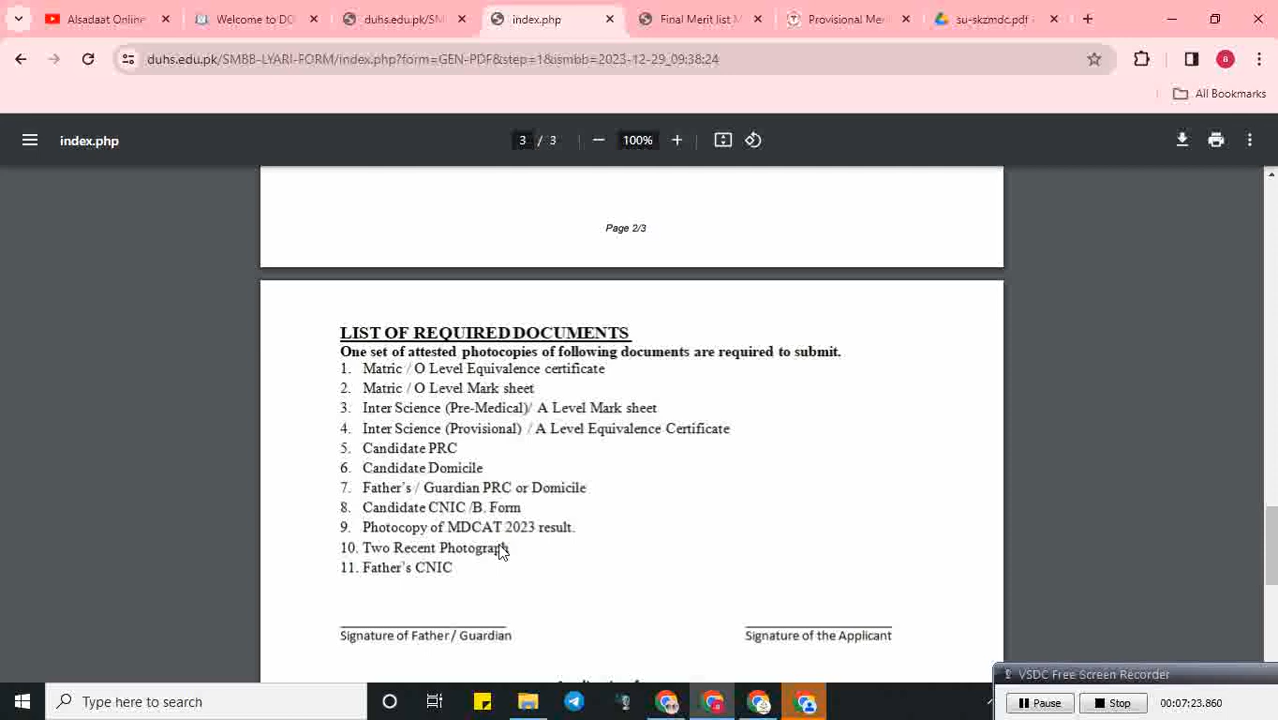 Alsadaat Online
Welcome to DO
duhs.edu.pk/SM
index.php
Final Merit list M
Provisional Me
su-skzmdc.pdf -
duhs.edu.pk/SMBB-LYARI-FORM/index.php?form=GEN-PDF&step=1&ismbb=2023-12-29_09:38:24
a
All Bookmarks
index.php
3 / 3
100%
Page 2/3
LIST OF REQUIRED DOCUMENTS
One set of attested photocopies of following documents are required to submit.
1. Matric / O Level Equivalence certificate
2. Matric / O Level Mark sheet
3. Inter Science (Pre-Medical)/ A Level Mark sheet
4. Inter Science (Provisional) / A Level Equivalence Certificate
5. Candidate PRC
6. Candidate Domicile
7. Father's / Guardian PRC or Domicile
8. Candidate CNIC /B. Form
9. Photocopy of MDCAT 2023 result.
10. Two Recent Photograph
11. Father's CNIC
Signature of Father / Guardian
Signature of the Applicant
VSDC Free Screen Recorder
Pause
Stop
00:07:23.860
Type here to search